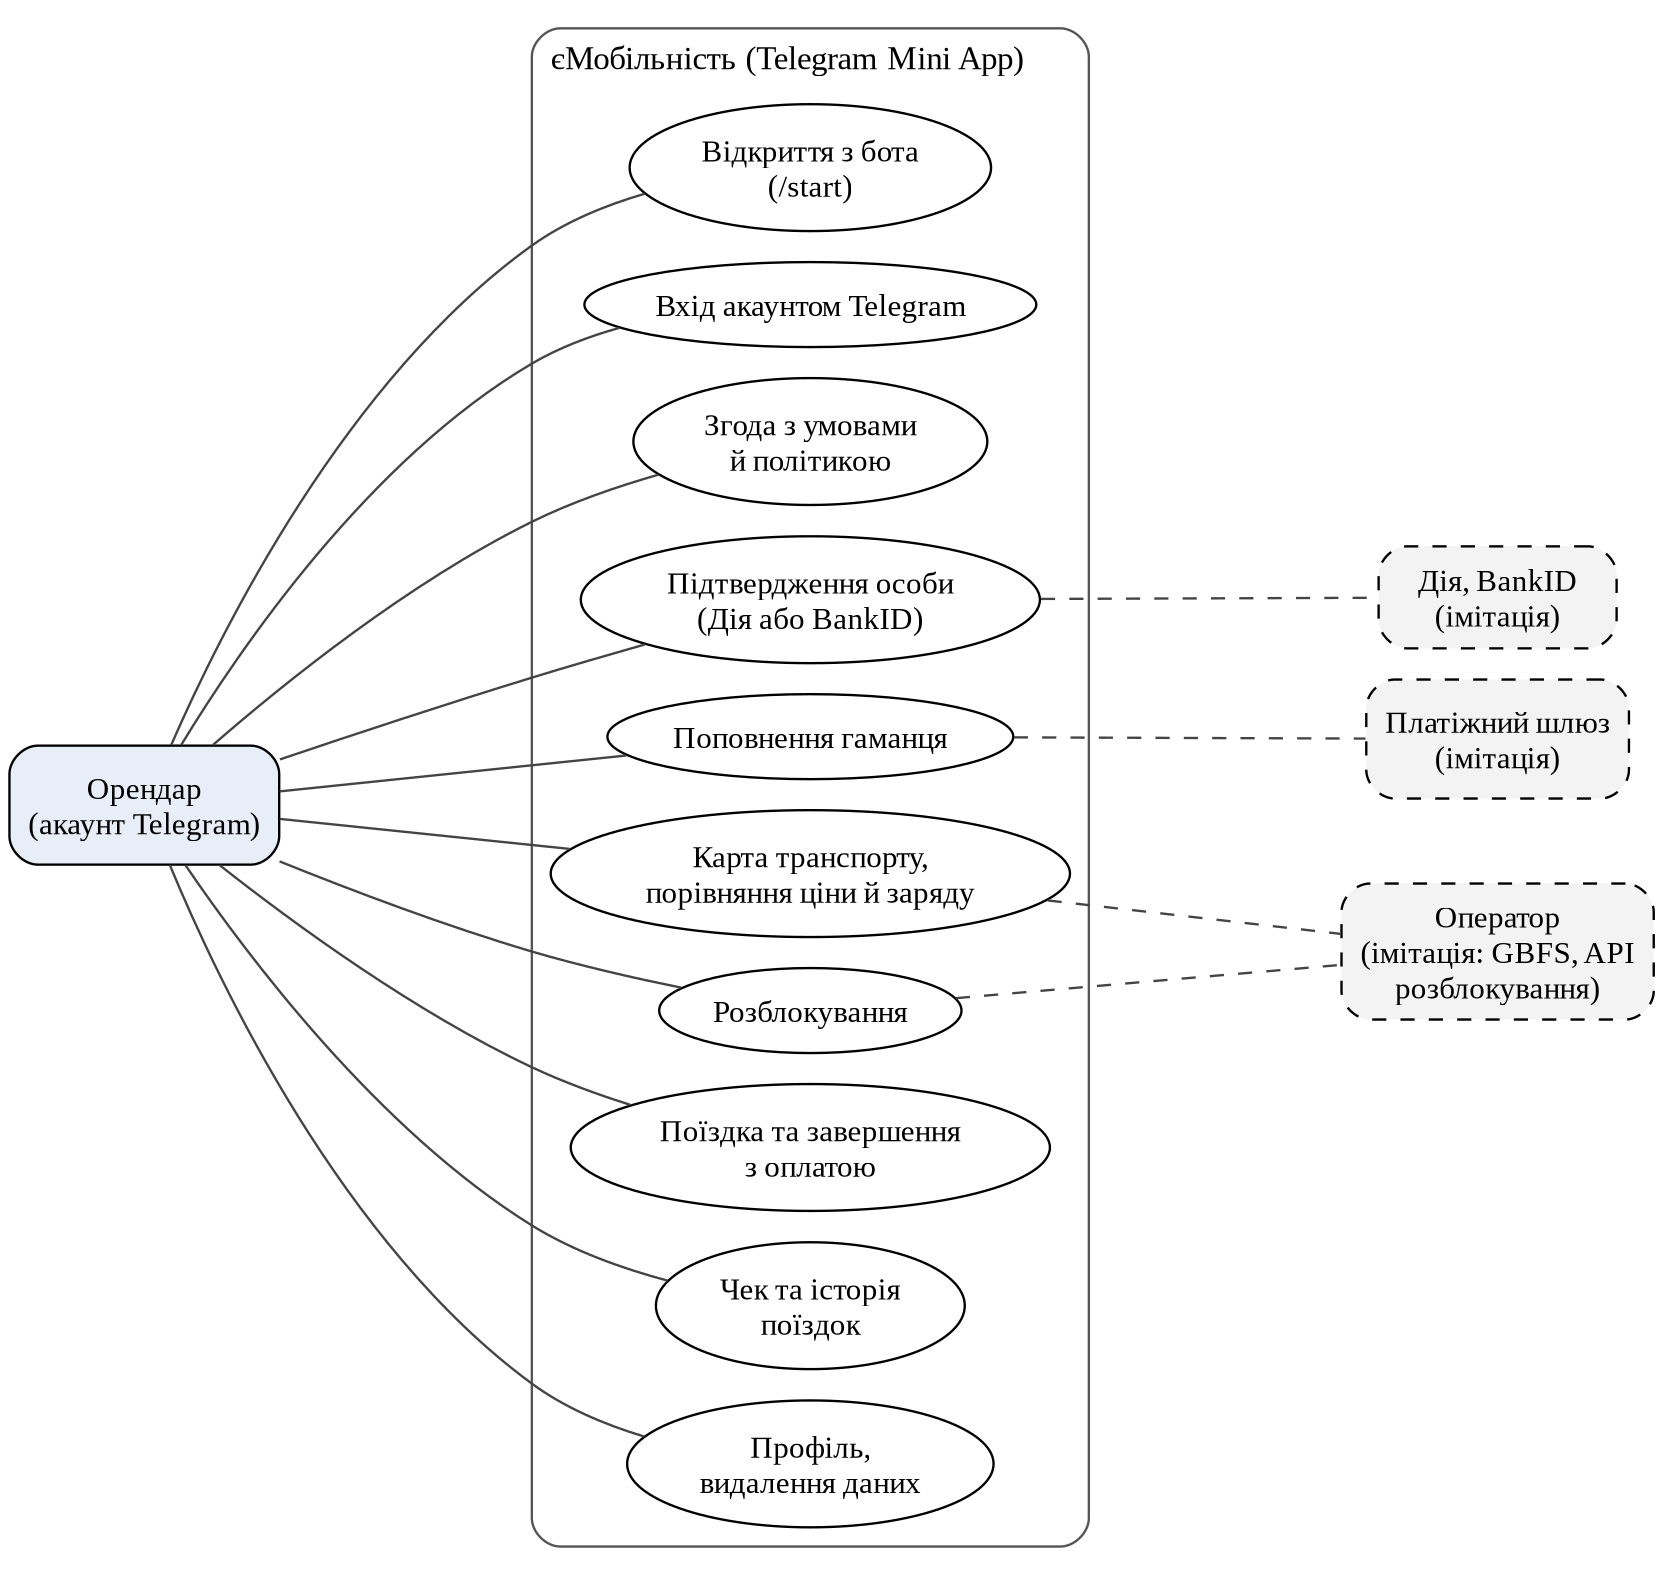 єМобільність (Telegram Mini App)
Відкриття з бота
(/start)
Вхід акаунтом Telegram
Згода з умовами
й політикою
Підтвердження особи
(Дія або BankID)
Дія, BankID
(імітація)
Поповнення гаманця
Платіжний шлюз
(імітація)
Орендар
(акаунт Telegram)
Карта транспорту,
порівняння ціни й заряду
Оператор
(імітація: GBFS, API
розблокування)
Розблокування
Поїздка та завершення
з оплатою
Чек та історія
поїздок
Профіль,
видалення даних